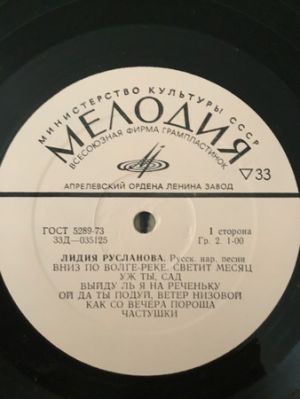 МИНИСТЕРСТВО КУЛЬТУРЫ СССР
МЕЛОДИЯ
ВСЕСОЮЗНАЯ ФИРМА ГРАМПЛАСТИНОК
▽33
АПРЕЛЕВСКИЙ ОРДЕНА ЛЕНИНА ЗАВОД
ГОСТ 5289-73 1 сторона
33Д—035125 Гр. 2. 1-00
ЛИДИЯ РУСЛАНОВА. Русск. нар. песни
ВНИЗ ПО ВОЛГЕ-РЕКЕ. СВЕТИТ МЕСЯЦ
УЖ ТЫ, САД
ВЫЙДУ ЛЬ Я НА РЕЧЕНЬКУ
ОЙ ДА ТЫ ПОДУЙ, ВЕТЕР НИЗОВОЙ
КАК СО ВЕЧЕРА ПОРОША
ЧАСТУШКИ